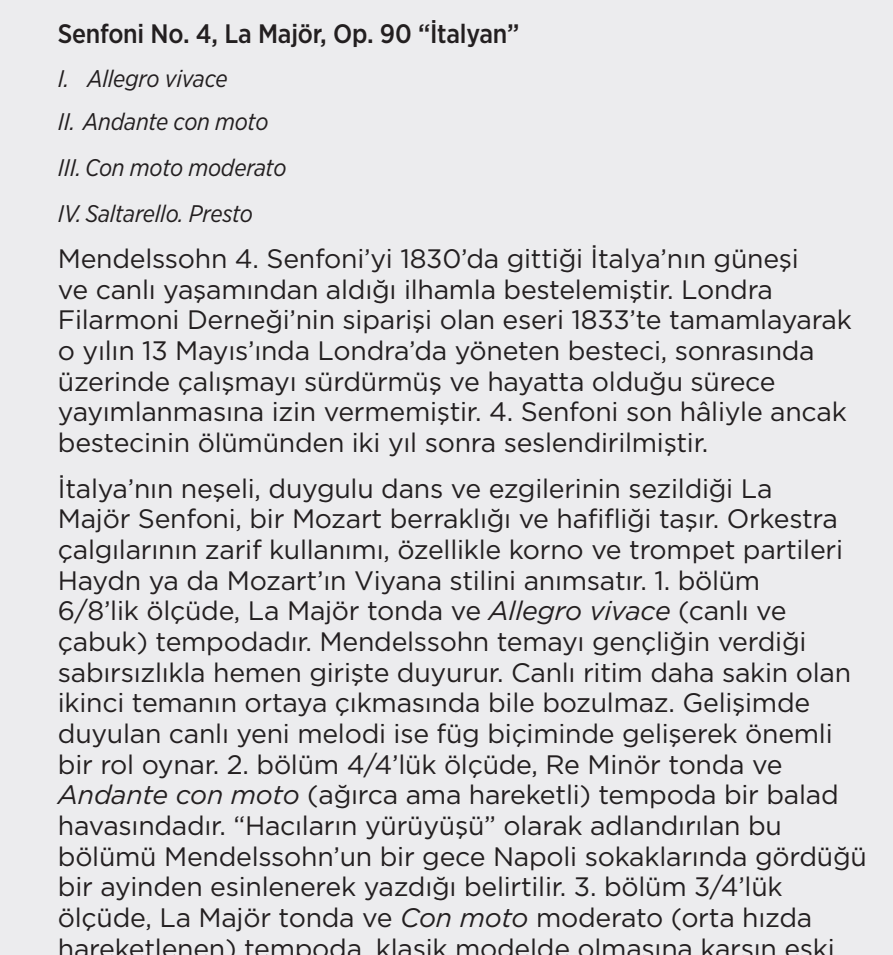 Senfoni No. 4, La Majör, Op. 90 “İtalyan”
I. Allegro vivace
II. Andante con moto
III. Con moto moderato
IV. Saltarello. Presto
Mendelssohn 4. Senfoni’yi 1830’da gittiği İtalya’nın güneşi
ve canlı yaşamından aldığı ilhamla bestelemiştir. Londra
Filarmoni Derneği’nin siparişi olan eseri 1833’te tamamlayarak
o yılın 13 Mayıs’ında Londra’da yöneten besteci, sonrasında
üzerinde çalışmayı sürdürmüş ve hayatta olduğu sürece
yayımlanmasına izin vermemiştir. 4. Senfoni son hâliyle ancak
bestecinin ölümünden iki yıl sonra seslendirilmiştir.
İtalya’nın neşeli, duygulu dans ve ezgilerinin sezildiği La
Majör Senfoni, bir Mozart berraklığı ve hafifliği taşır. Orkestra
çalgılarının zarif kullanımı, özellikle korno ve trompet partileri
Haydn ya da Mozart’ın Viyana stilini anımsatır. 1. bölüm
6/8’lik ölçüde, La Majör tonda ve Allegro vivace (canlı ve
çabuk) tempodadır. Mendelssohn temayı gençliğin verdiği
sabırsızlıkla hemen girişte duyurur. Canlı ritim daha sakin olan
ikinci temanın ortaya çıkmasında bile bozulmaz. Gelişimde
duyulan canlı yeni melodi ise füg biçiminde gelişerek önemli
bir rol oynar. 2. bölüm 4/4’lük ölçüde, Re Minör tonda ve
Andante con moto (ağırca ama hareketli) tempoda bir balad
havasındadır. “Hacıların yürüyüşü” olarak adlandırılan bu
bölümü Mendelssohn’un bir gece Napoli sokaklarında gördüğü
bir ayinden esinlenerek yazdığı belirtilir. 3. bölüm 3/4’lük
ölçüde, La Majör tonda ve Con moto moderato (orta hızda
hareketlenen) tempoda, klasik modelde olmasına karşın eski